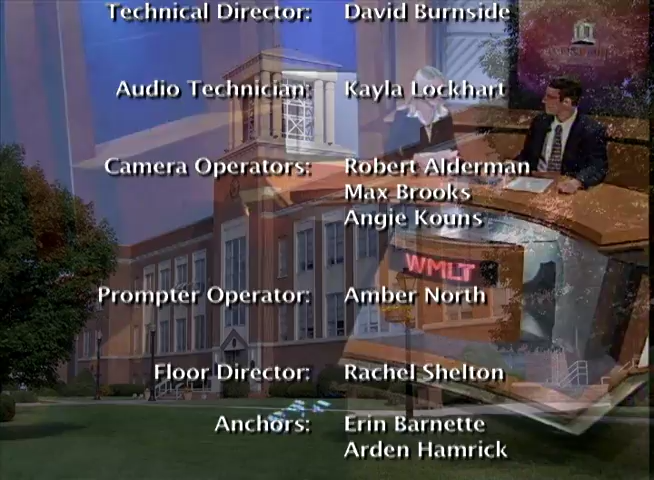 Technical Director: David Burnside
Audio Technician: Kayla Lockhart
Camera Operators: Robert Alderman
Max Brooks
Angie Kouns
WMLT
Prompter Operator: Amber North
Floor Director: Rachel Shelton
Anchors: Erin Barnette
Arden Hamrick